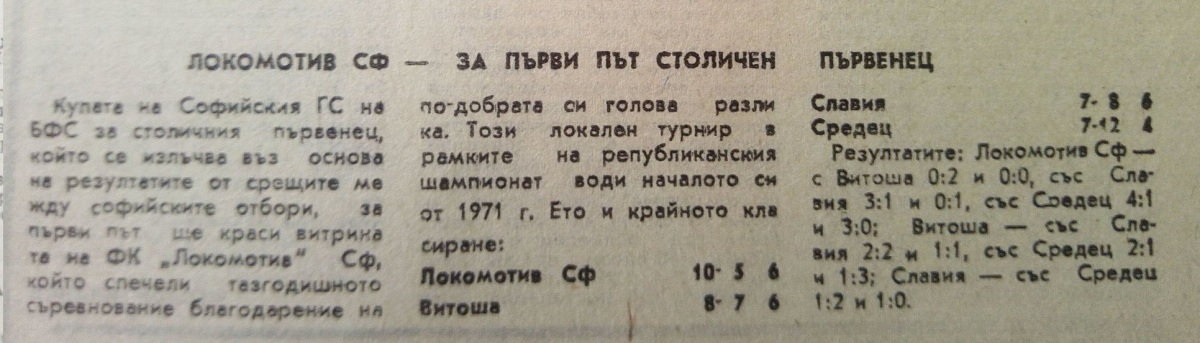 ЛОКОМОТИВ СФ — ЗА ПЪРВИ ПЪТ СТОЛИЧЕН ПЪРВЕНЕЦ
Купата на Софийския ГС на
БФС за столичния първенец,
който се излъчва въз основа
на резултатите от срещите ме
жду софийските отбори, за
първи път ще краси витрина
та на ФК „Локомотив" Сф,
който спечели тазгодишното
съревнование благодарение на
по-добрата си голова разли
ка. Този локален турнир в
рамките на републиканския
шампионат води началото си
от 1971 г. Ето и крайното кла
сиране:
Локомотив Сф 10- 5 6
Витоша 8- 7 6
Славия 7- 8 6
Средец 7-12 4
Резултатите: Локомотив Сф —
с Витоша 0:2 и 0:0, със Сла-
вия 3:1 и 0:1, със Средец 4:1
и 3:0; Витоша — със Сла-
вия 2:2 и 1:1, със Средец 2:1
и 1:3; Славия — със Средец
1:2 и 1:0.